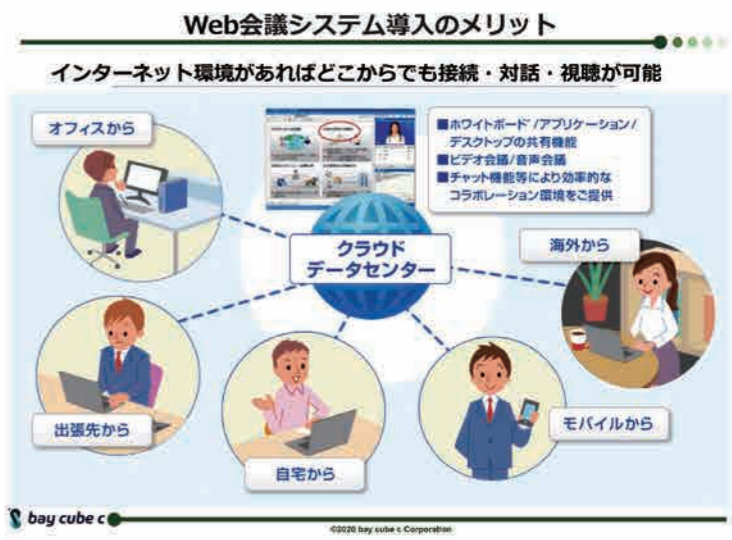 Web会議システム導入のメリット
インターネット環境があればどこからでも接続・対話・視聴が可能
オフィスから
■ホワイトボード/アプリケーション/
デスクトップの共有機能
■ビデオ会議/音声会議
■チャット機能等により効率的な
コラボレーション環境をご提供
クラウド
データセンター
海外から
出張先から
自宅から
モバイルから
bay cube c
©2020 bay cube c Corporation